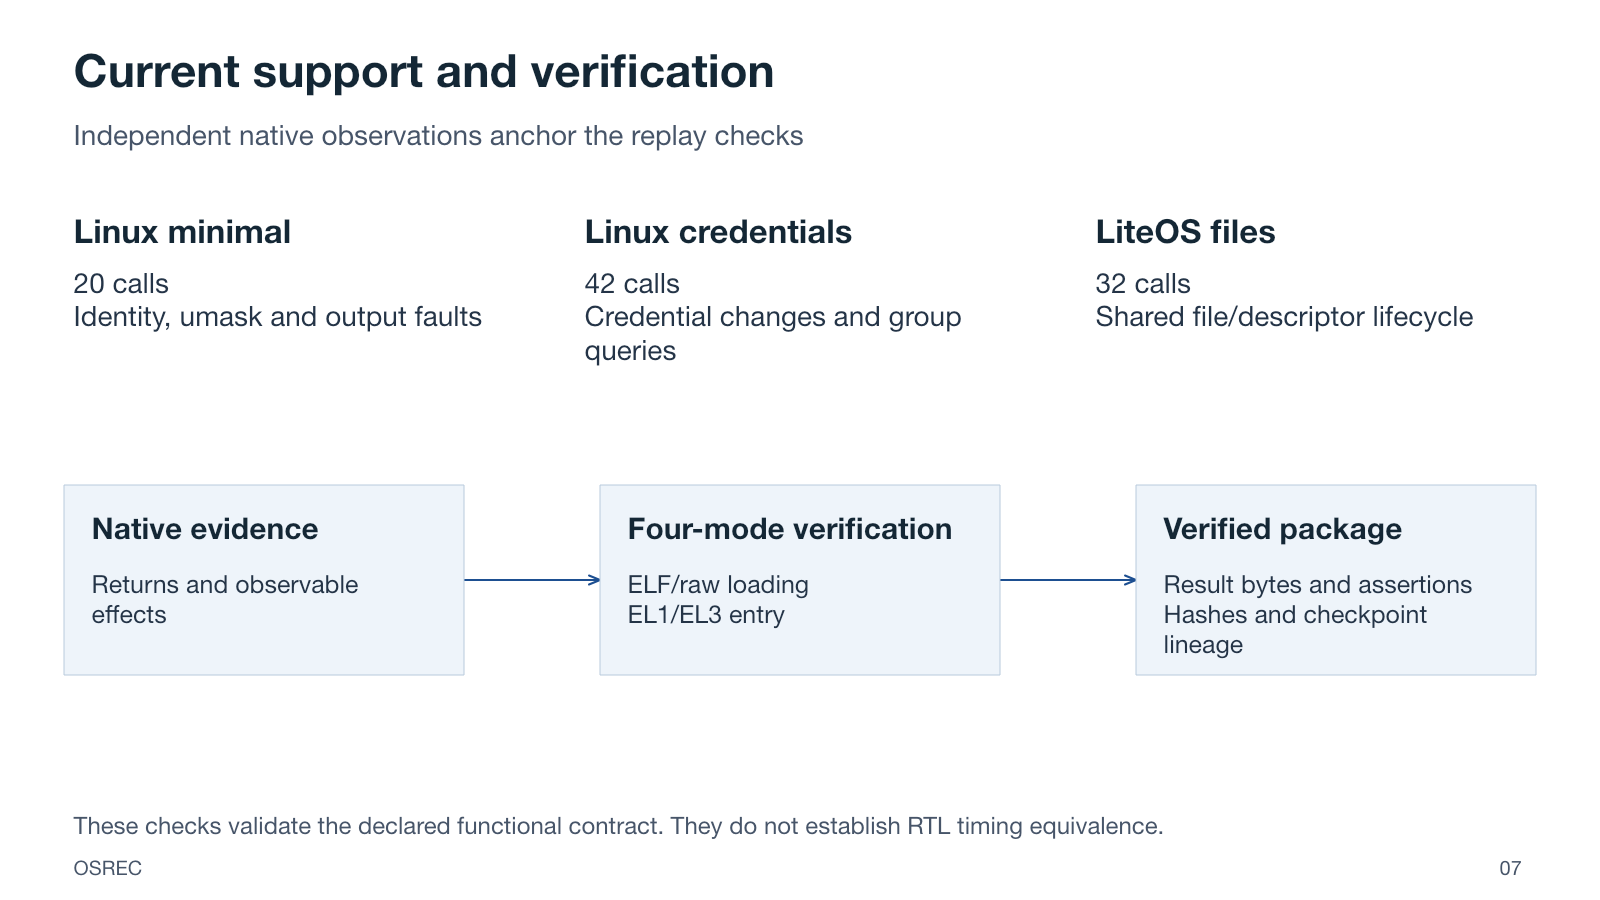 Current support and verification
Independent native observations anchor the replay checks
Linux minimal
20 calls
Identity, umask and output faults
Linux credentials
42 calls
Credential changes and group
queries
LiteOS files
32 calls
Shared file/descriptor lifecycle
Native evidence
Returns and observable
effects
Four-mode verification
ELF/raw loading
EL1/EL3 entry
Verified package
Result bytes and assertions
Hashes and checkpoint
lineage
These checks validate the declared functional contract. They do not establish RTL timing equivalence.
OSREC
07